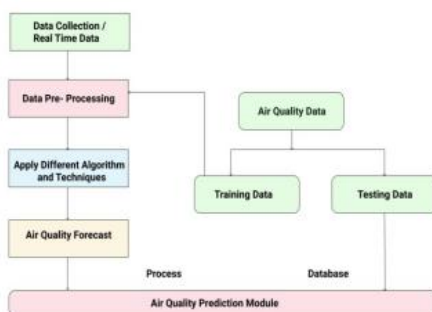 Data Collection /
Real Time Data
Data Pre- Processing
Air Quality Data
Apply Different Algorithm
and Techniques
Training Data
Testing Data
Air Quality Forecast
Process
Database
Air Quality Prediction Module